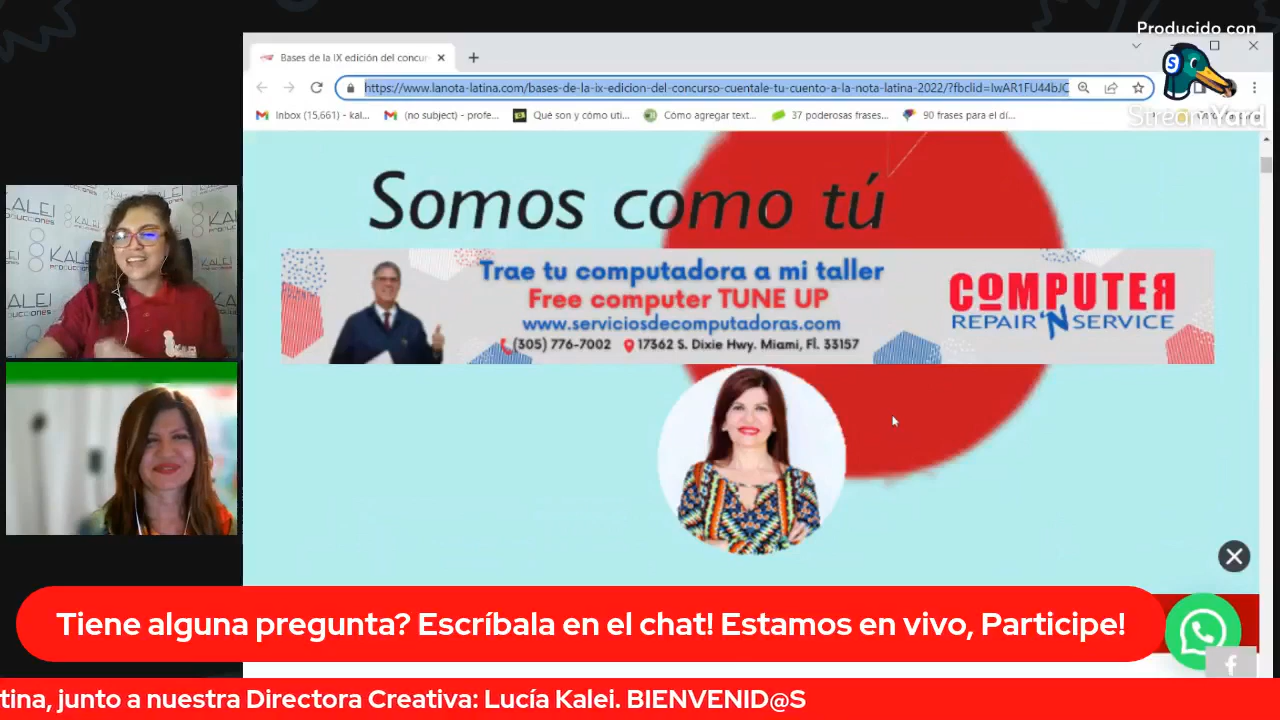 Producido con
StreamYard
Bases de la IX edición del concur
https://www.lanota-latina.com/bases-de-la-ix-edicion-del-concurso-cuentale-tu-cuento-a-la-nota-latina-2022/?fbclid=IwAR1FU44bJC
Inbox (15,661) - kal... (no subject) - profe... Qué son y cómo uti... Cómo agregar text... 37 poderosas frases... 90 frases para el dí...
Somos como tú
Trae tu computadora a mi taller
Free computer TUNE UP
www.serviciosdecomputadoras.com
(305) 776-7002 17362 S. Dixie Hwy. Miami, Fl. 33157
COMPUTER
REPAIR 'N SERVICE
KALEI
producciones
Tiene alguna pregunta? Escríbala en el chat! Estamos en vivo, Participe!
tina, junto a nuestra Directora Creativa: Lucía Kalei. BIENVENID@S